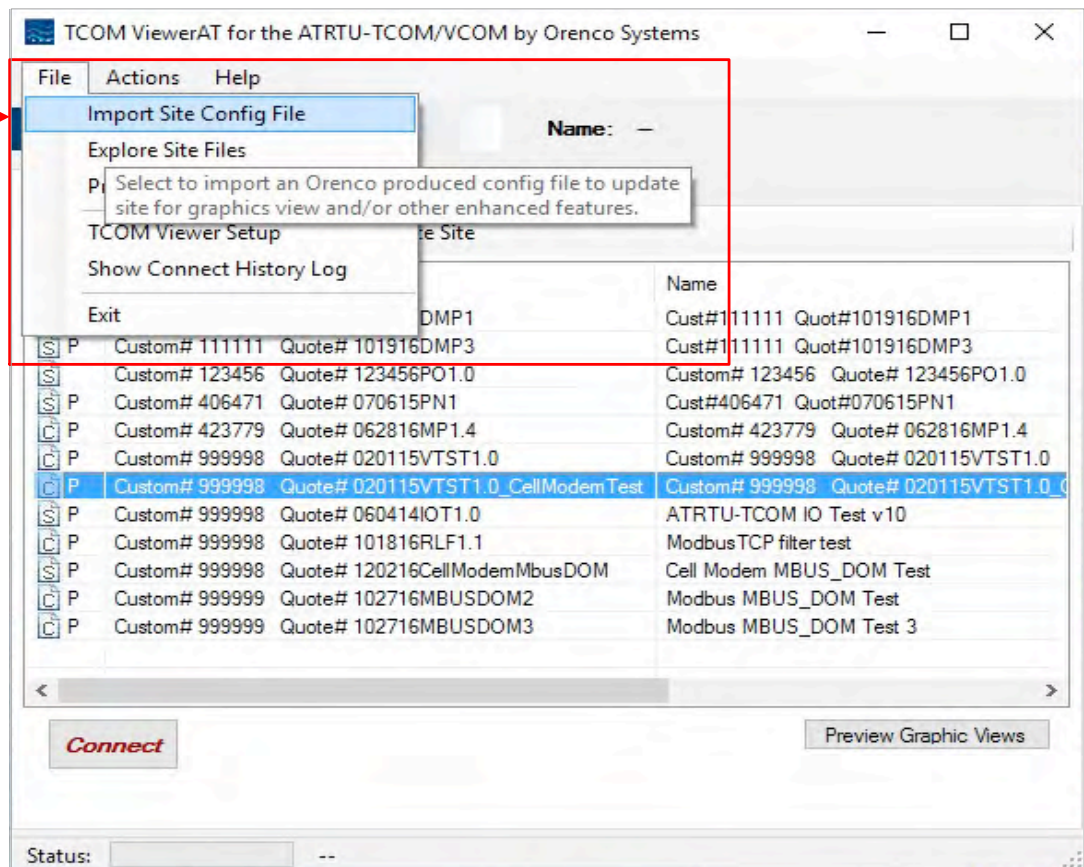 TCOM ViewerAT for the ATRTU-TCOM/VCOM by Orenco Systems
File Actions Help
Import Site Config File
Name: –
Explore Site Files
Select to import an Orenco produced config file to update
site for graphics view and/or other enhanced features.
TCOM Viewer Setup
Site
Show Connect History Log
Name
Exit
DMP1 Cust#111111 Quot#101916DMP1
S P Custom# 111111 Quote# 101916DMP3 Cust#111111 Quot#101916DMP3
S Custom# 123456 Quote# 123456PO1.0 Custom# 123456 Quote# 123456PO1.0
S P Custom# 406471 Quote# 070615PN1 Cust#406471 Quot#070615PN1
C P Custom# 423779 Quote# 062816MP1.4 Custom# 423779 Quote# 062816MP1.4
C P Custom# 999998 Quote# 020115VTST1.0 Custom# 999998 Quote# 020115VTST1.0
C P Custom# 999998 Quote# 020115VTST1.0_CellModemTest Custom# 999998 Quote# 020115VTST1.0_
S P Custom# 999998 Quote# 060414IOT1.0 ATRTU-TCOM IO Test v10
C P Custom# 999998 Quote# 101816RLF1.1 ModbusTCP filter test
S P Custom# 999998 Quote# 120216CellModemMbusDOM Cell Modem MBUS_DOM Test
C P Custom# 999999 Quote# 102716MBUSDOM2 Modbus MBUS_DOM Test
C P Custom# 999999 Quote# 102716MBUSDOM3 Modbus MBUS_DOM Test 3
Connect
Preview Graphic Views
Status: --